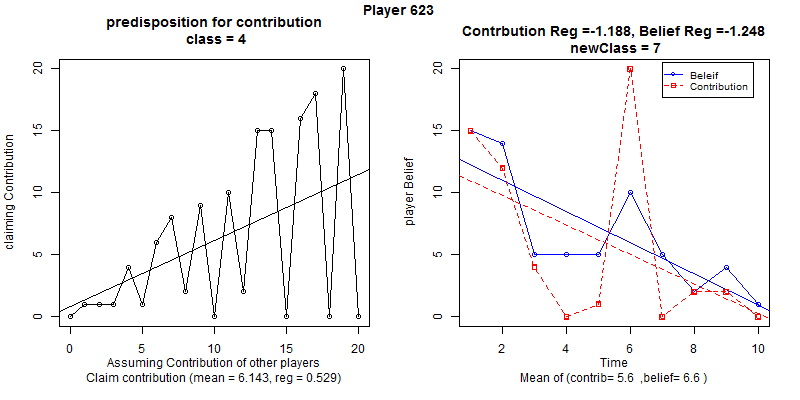 Player 623
predisposition for contribution
class = 4
claiming Contribution
0
5
10
15
20
0
5
10
15
20
Assuming Contribution of other players
Claim contribution (mean = 6.143, reg = 0.529)
Contrbution Reg =-1.188, Belief Reg =-1.248
newClass = 7
Beleif
Contribution
player Belief
0
5
10
15
20
2
4
6
8
10
Time
Mean of (contrib= 5.6 ,belief= 6.6 )